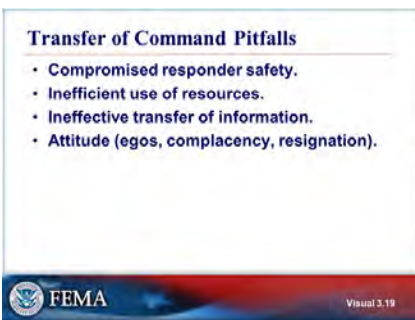 Transfer of Command Pitfalls
• Compromised responder safety.
• Inefficient use of resources.
• Ineffective transfer of information.
• Attitude (egos, complacency, resignation).
FEMA
Visual 3.19